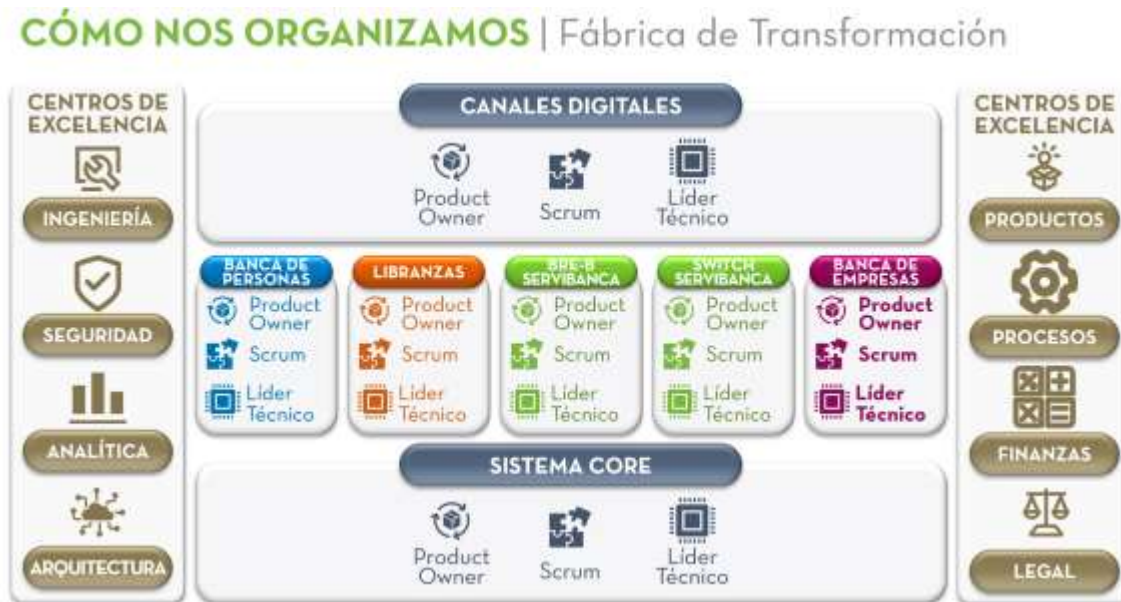 CÓMO NOS ORGANIZAMOS | Fábrica de Transformación
CENTROS DE
EXCELENCIA
INGENIERÍA
SEGURIDAD
ANALÍTICA
ARQUITECTURA
CANALES DIGITALES
Product
Owner
Scrum
Líder
Técnico
BANCA DE
PERSONAS
Product
Owner
Scrum
Líder
Técnico
LIBRANZAS
Product
Owner
Scrum
Líder
Técnico
BRE-B
SERVIBANCA
Product
Owner
Scrum
Líder
Técnico
SWITCH
SERVIBANCA
Product
Owner
Scrum
Líder
Técnico
BANCA DE
EMPRESAS
Product
Owner
Scrum
Líder
Técnico
SISTEMA CORE
Product
Owner
Scrum
Líder
Técnico
CENTROS DE
EXCELENCIA
PRODUCTOS
PROCESOS
FINANZAS
LEGAL